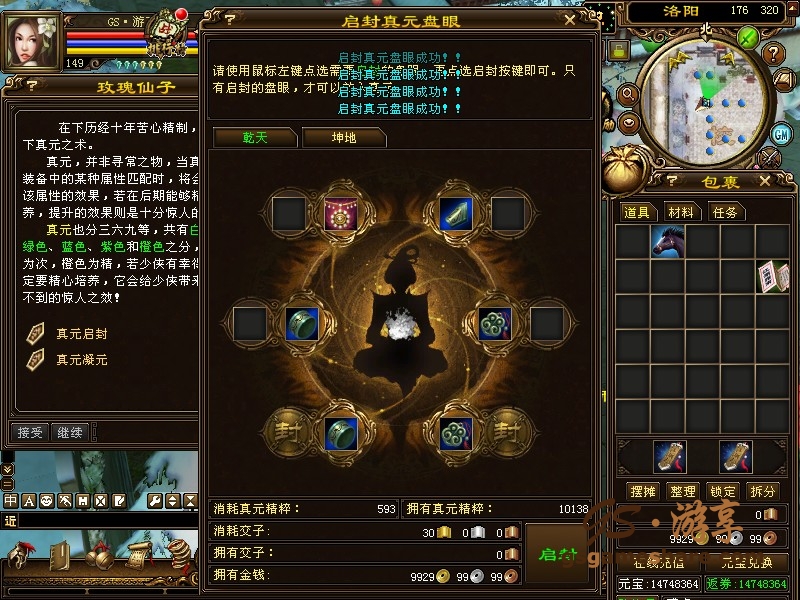 GS·游
149
启封真元盘眼
洛阳
176 320
北
玫瑰仙子
在下历经十年苦心精制，
下真元之术。
真元，并非寻常之物，当真
装备中的某种属性匹配时，将会
该属性的效果，若在后期能够精
养，提升的效果则是十分惊人的
真元也分三六九等，共有白
绿色、蓝色、紫色和橙色之分，
为次，橙色为精，若少侠有幸得
定要精心培养，它会给少侠带来
不到的惊人之效！
真元启封
真元凝元
接受 继续
启封真元盘眼成功！！
启封真元盘眼成功！！
启封真元盘眼成功！！
启封真元盘眼成功！！
请使用鼠标左键点选需要
点选启封按键即可。只
有启封的盘眼，才可以
乾天 坤地
封 封
消耗真元精粹： 593 拥有真元精粹： 10138
消耗交子： 30 0 0
拥有交子： 0
拥有金钱： 9929 99 99
启封
GM
包裹
道具 材料 任务
摆摊 整理 锁定 拆分
0
9929 99 99
在线充值 元宝兑换
元宝:14748364 返券:14748364
中 A M
近
GS·游享